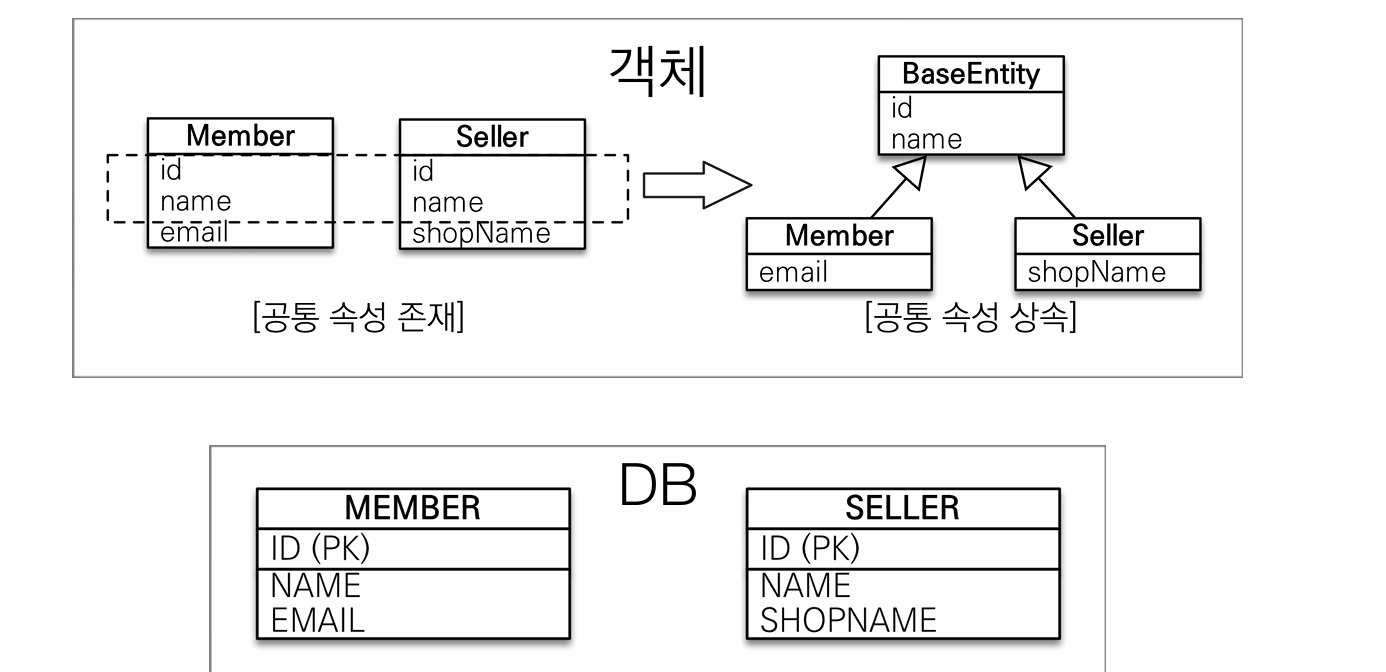 객체
Member
id
name
email
Seller
id
name
shopName
[공통 속성 존재]
BaseEntity
id
name
Member
email
Seller
shopName
[공통 속성 상속]
DB
MEMBER
ID (PK)
NAME
EMAIL
SELLER
ID (PK)
NAME
SHOPNAME